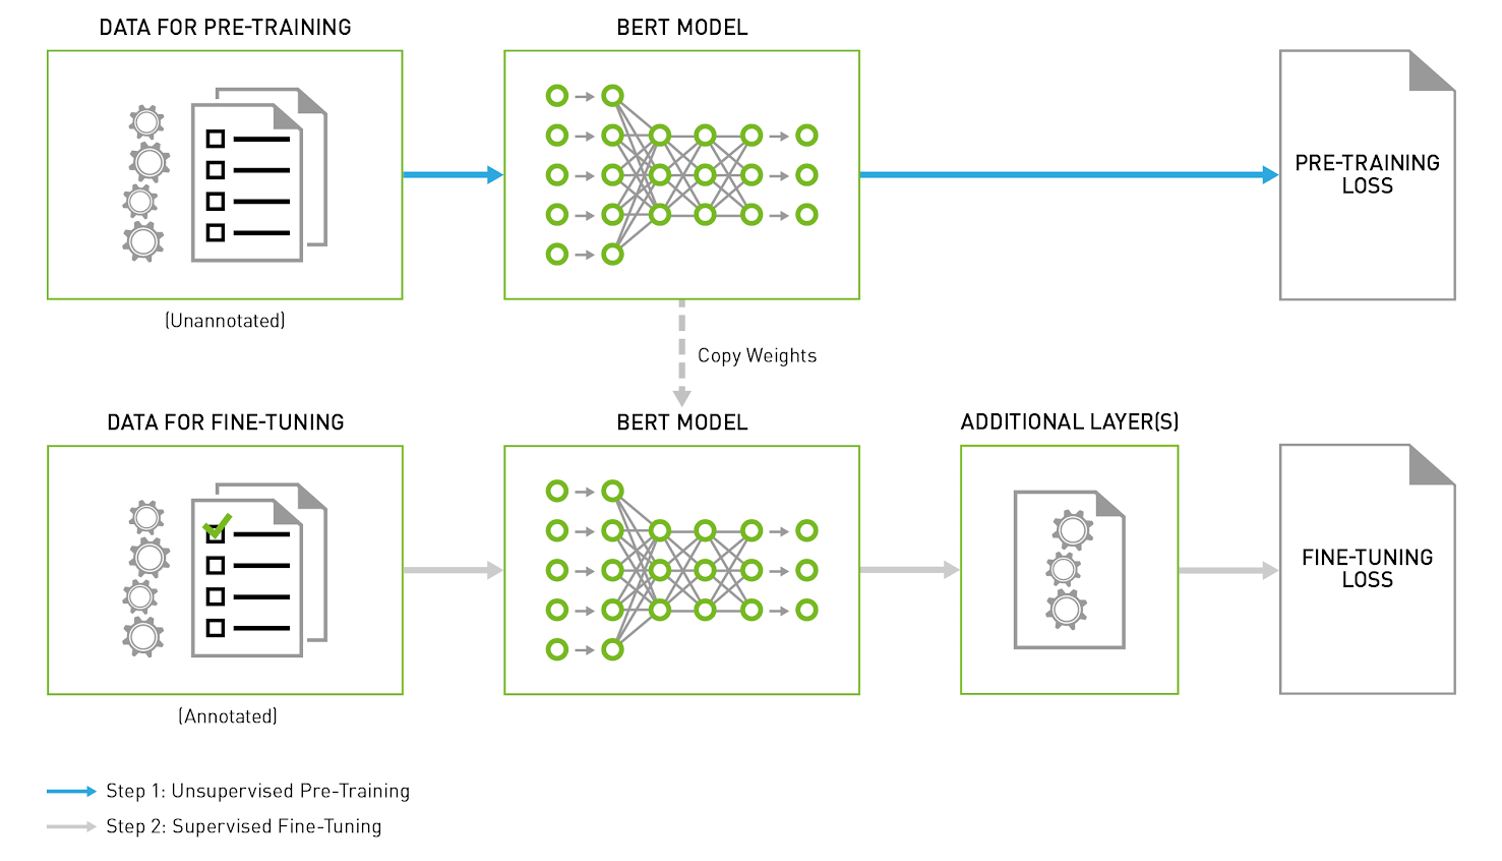 DATA FOR PRE-TRAINING
BERT MODEL
PRE-TRAINING
LOSS
(Unannotated)
Copy Weights
DATA FOR FINE-TUNING
BERT MODEL
ADDITIONAL LAYER(S)
FINE-TUNING
LOSS
(Annotated)
Step 1: Unsupervised Pre-Training
Step 2: Supervised Fine-Tuning